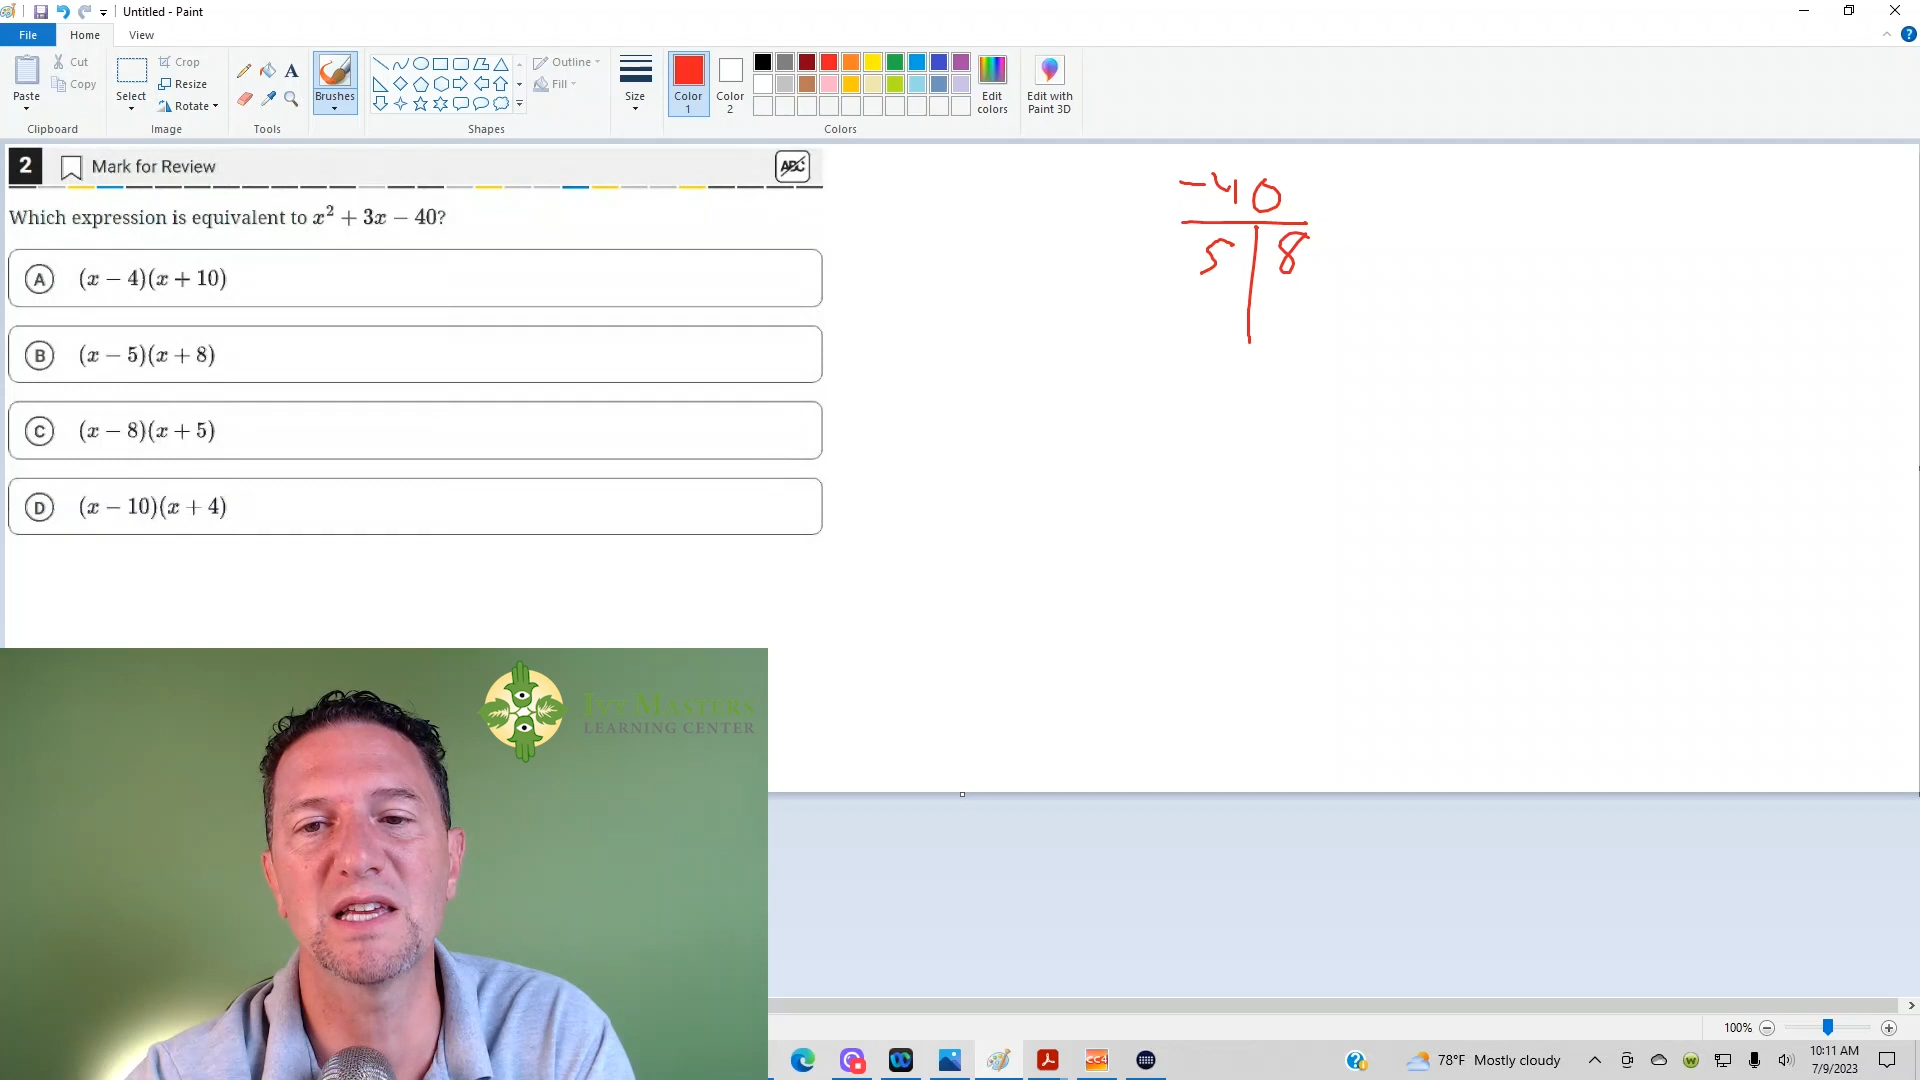 Untitled - Paint
File Home View
Paste
Cut
Copy
Clipboard
Select
Crop
Resize
Rotate
Image
A
Tools
Brushes
Shapes
Outline
Fill
Size
Color 1
Color 2
Colors
Edit colors
Edit with Paint 3D
2 Mark for Review ABC
Which expression is equivalent to x² + 3x − 40?
A (x − 4)(x + 10)
B (x − 5)(x + 8)
C (x − 8)(x + 5)
D (x − 10)(x + 4)
-40
5 8
IVY MASTERS
LEARNING CENTER
100%
CC4
78°F Mostly cloudy
10:11 AM
7/9/2023